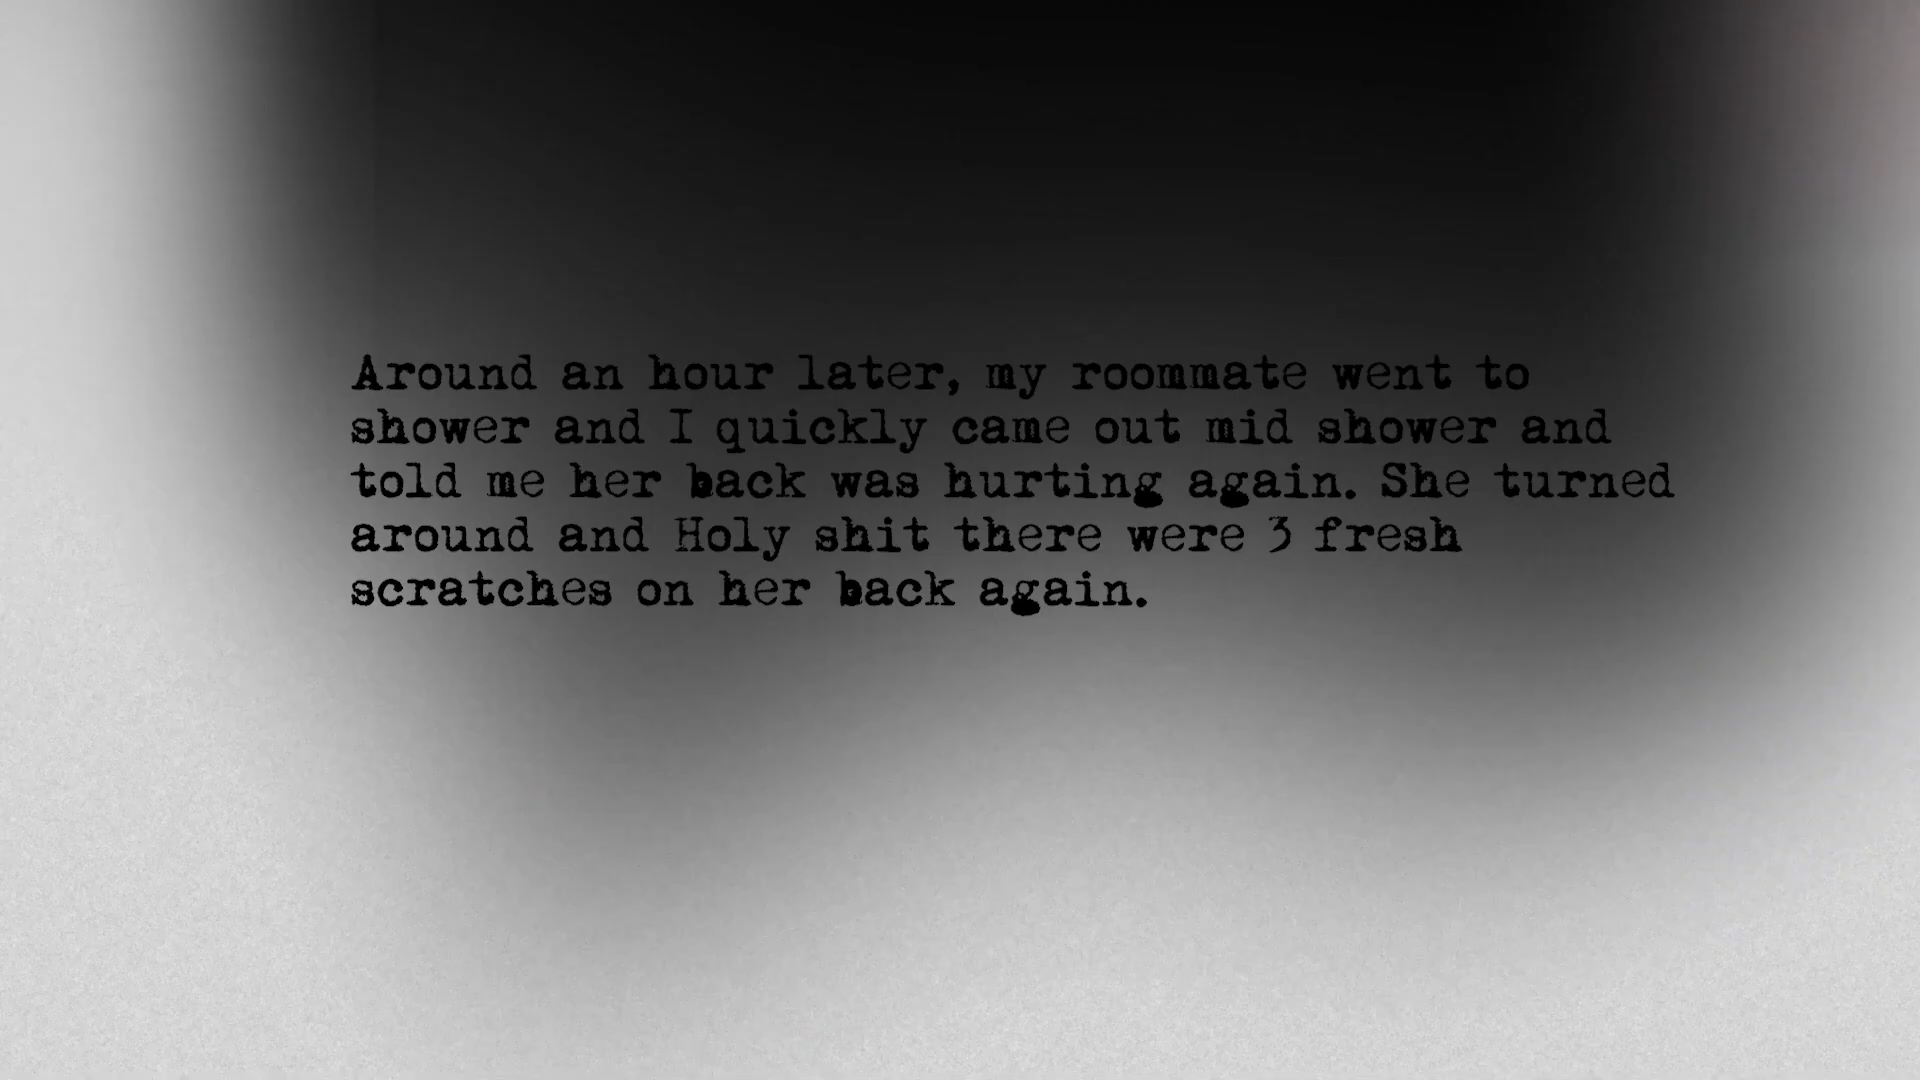 Around an hour later, my roommate went to
shower and I quickly came out mid shower and
told me her back was hurting again. She turned
around and Holy shit there were 3 fresh
scratches on her back again.